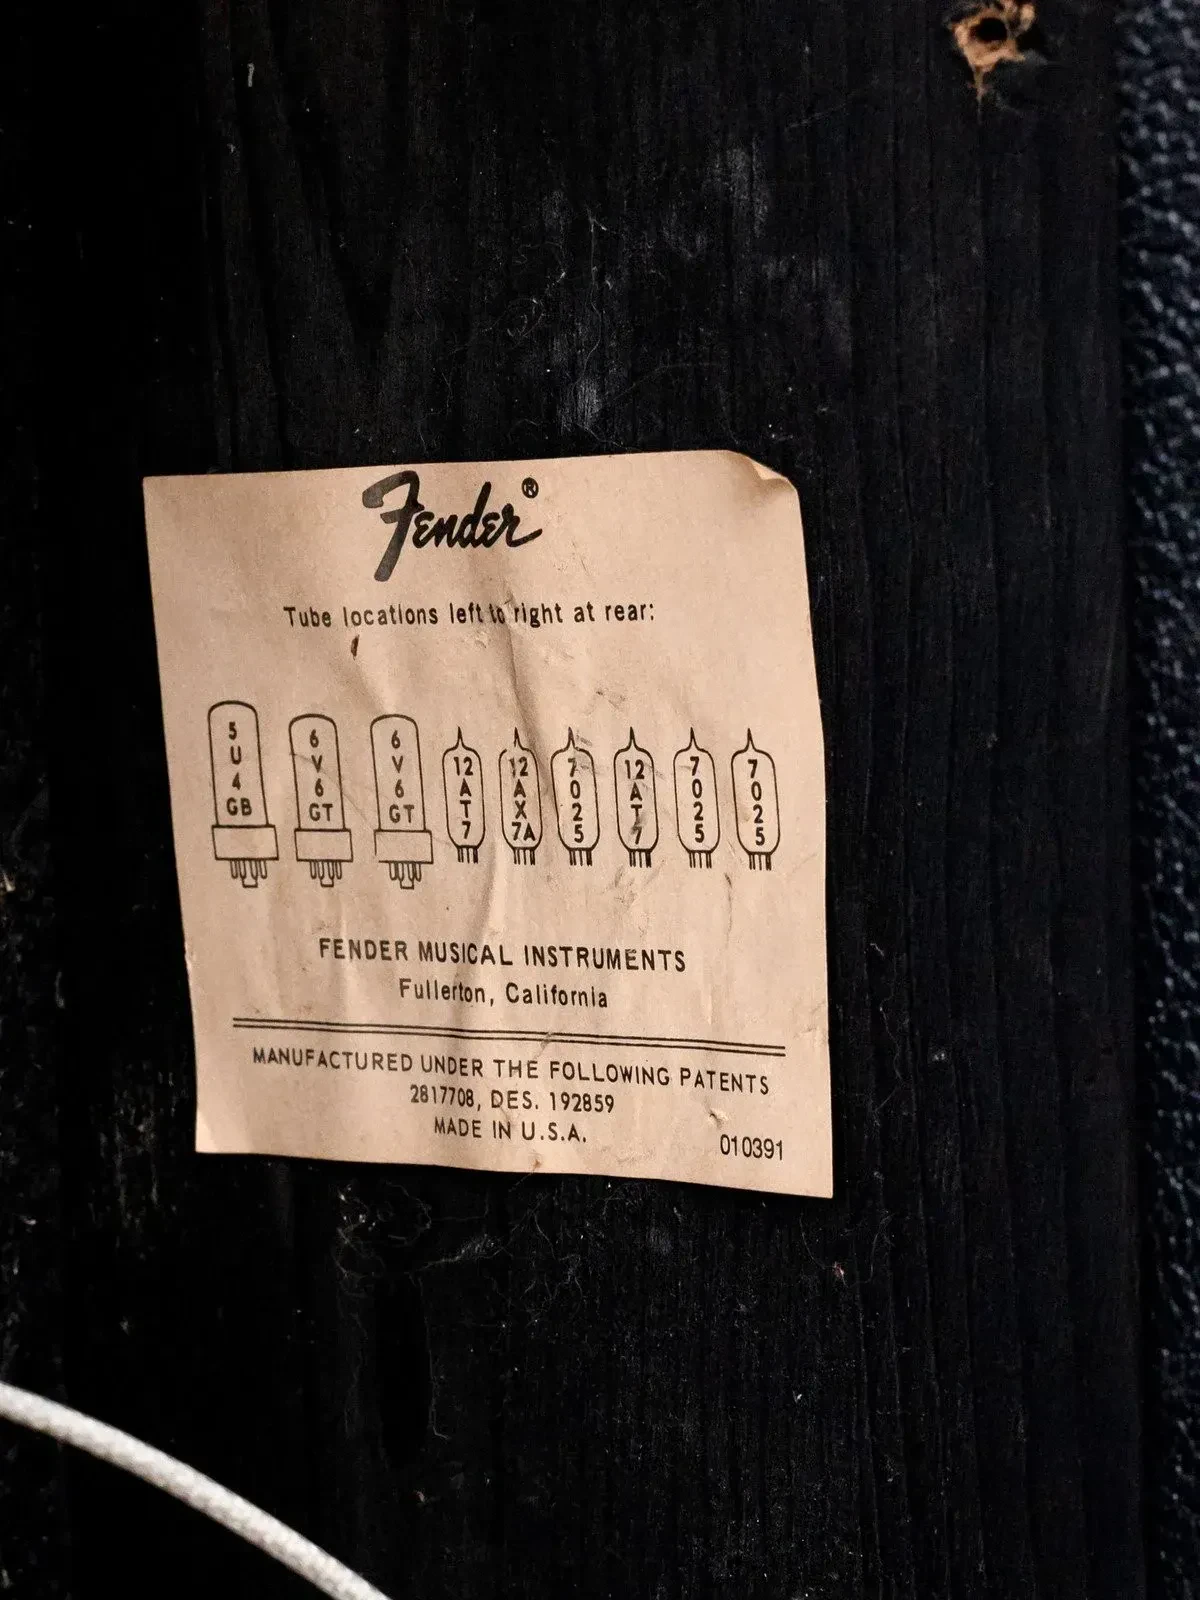 Fender®
Tube locations left to right at rear:
5U4GB 6V6GT 6V6GT 12AT7 12AX7A 7025 12AT7 7025 7025
FENDER MUSICAL INSTRUMENTS
Fullerton, California
MANUFACTURED UNDER THE FOLLOWING PATENTS
2817708, DES. 192859
MADE IN U.S.A.
010391